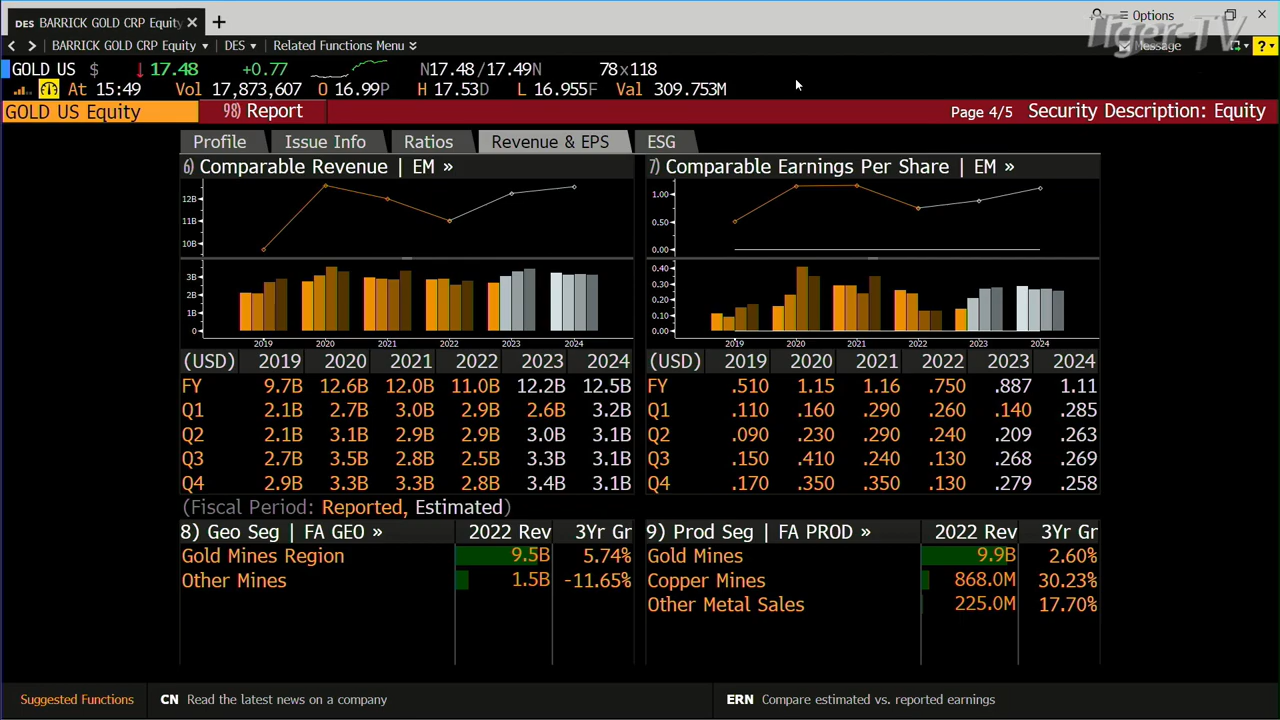 DES BARRICK GOLD CRP Equity × +
Options
BARRICK GOLD CRP Equity DES Related Functions Menu
Message
Tiger-TV
GOLD US $ ↓ 17.48 +0.77 N17.48/17.49N 78x118
At 15:49 Vol 17,873,607 O 16.99P H 17.53D L 16.955F Val 309.753M
GOLD US Equity 98) Report Page 4/5 Security Description: Equity
Profile Issue Info Ratios Revenue & EPS ESG
6) Comparable Revenue | EM » 7) Comparable Earnings Per Share | EM »
12B
11B
10B
1.00
0.50
0.00
3B
2B
1B
0
0.40
0.30
0.20
0.10
0.00
2019 2020 2021 2022 2023 2024
2019 2020 2021 2022 2023 2024
(USD) 2019 2020 2021 2022 2023 2024
FY 9.7B 12.6B 12.0B 11.0B 12.2B 12.5B
Q1 2.1B 2.7B 3.0B 2.9B 2.6B 3.2B
Q2 2.1B 3.1B 2.9B 2.9B 3.0B 3.1B
Q3 2.7B 3.5B 2.8B 2.5B 3.3B 3.1B
Q4 2.9B 3.3B 3.3B 2.8B 3.4B 3.1B
(USD) 2019 2020 2021 2022 2023 2024
FY .510 1.15 1.16 .750 .887 1.11
Q1 .110 .160 .290 .260 .140 .285
Q2 .090 .230 .290 .240 .209 .263
Q3 .150 .410 .240 .130 .268 .269
Q4 .170 .350 .350 .130 .279 .258
(Fiscal Period: Reported, Estimated)
8) Geo Seg | FA GEO » 2022 Rev 3Yr Gr
Gold Mines Region 9.5B 5.74%
Other Mines 1.5B -11.65%
9) Prod Seg | FA PROD » 2022 Rev 3Yr Gr
Gold Mines 9.9B 2.60%
Copper Mines 868.0M 30.23%
Other Metal Sales 225.0M 17.70%
Suggested Functions CN Read the latest news on a company ERN Compare estimated vs. reported earnings